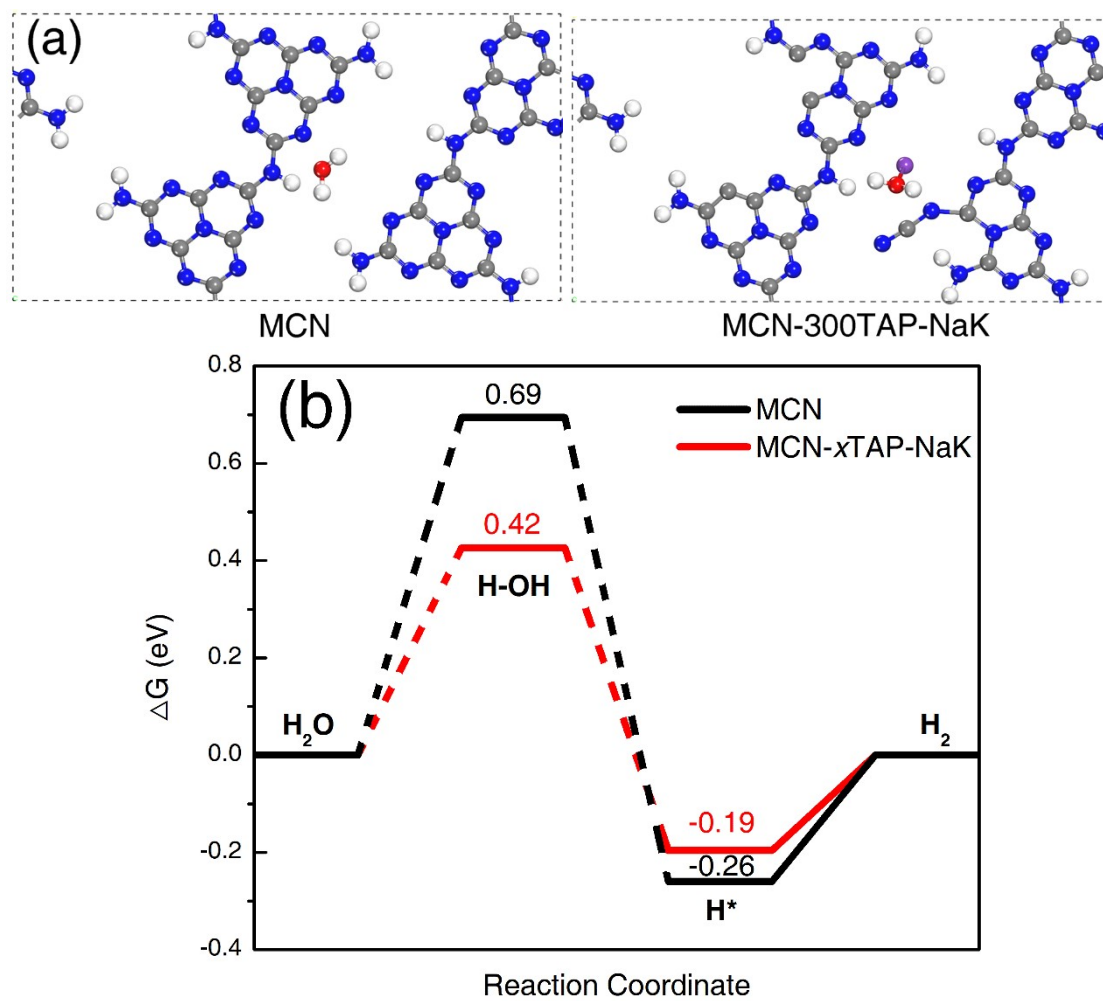 (a)
MCN
MCN-300TAP-NaK
(b)
0.8
0.6
0.4
0.2
0.0
-0.2
-0.4
△G (eV)
MCN
MCN-xTAP-NaK
0.69
0.42
H-OH
H₂O
H₂
-0.19
-0.26
H*
Reaction Coordinate